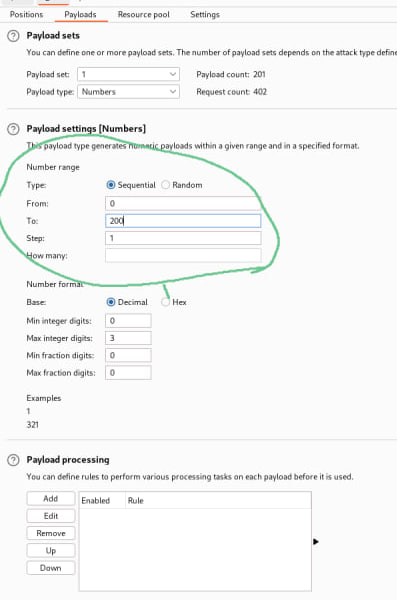 Positions Payloads Resource pool Settings
? Payload sets
You can define one or more payload sets. The number of payload sets depends on the attack type define
Payload set: 1 Payload count: 201
Payload type: Numbers Request count: 402
? Payload settings [Numbers]
This payload type generates numeric payloads within a given range and in a specified format.
Number range
Type: Sequential Random
From: 0
To: 200
Step: 1
How many:
Number format
Base: Decimal Hex
Min integer digits: 0
Max integer digits: 3
Min fraction digits: 0
Max fraction digits: 0
Examples
1
321
? Payload processing
You can define rules to perform various processing tasks on each payload before it is used.
Add Enabled Rule
Edit
Remove
Up
Down